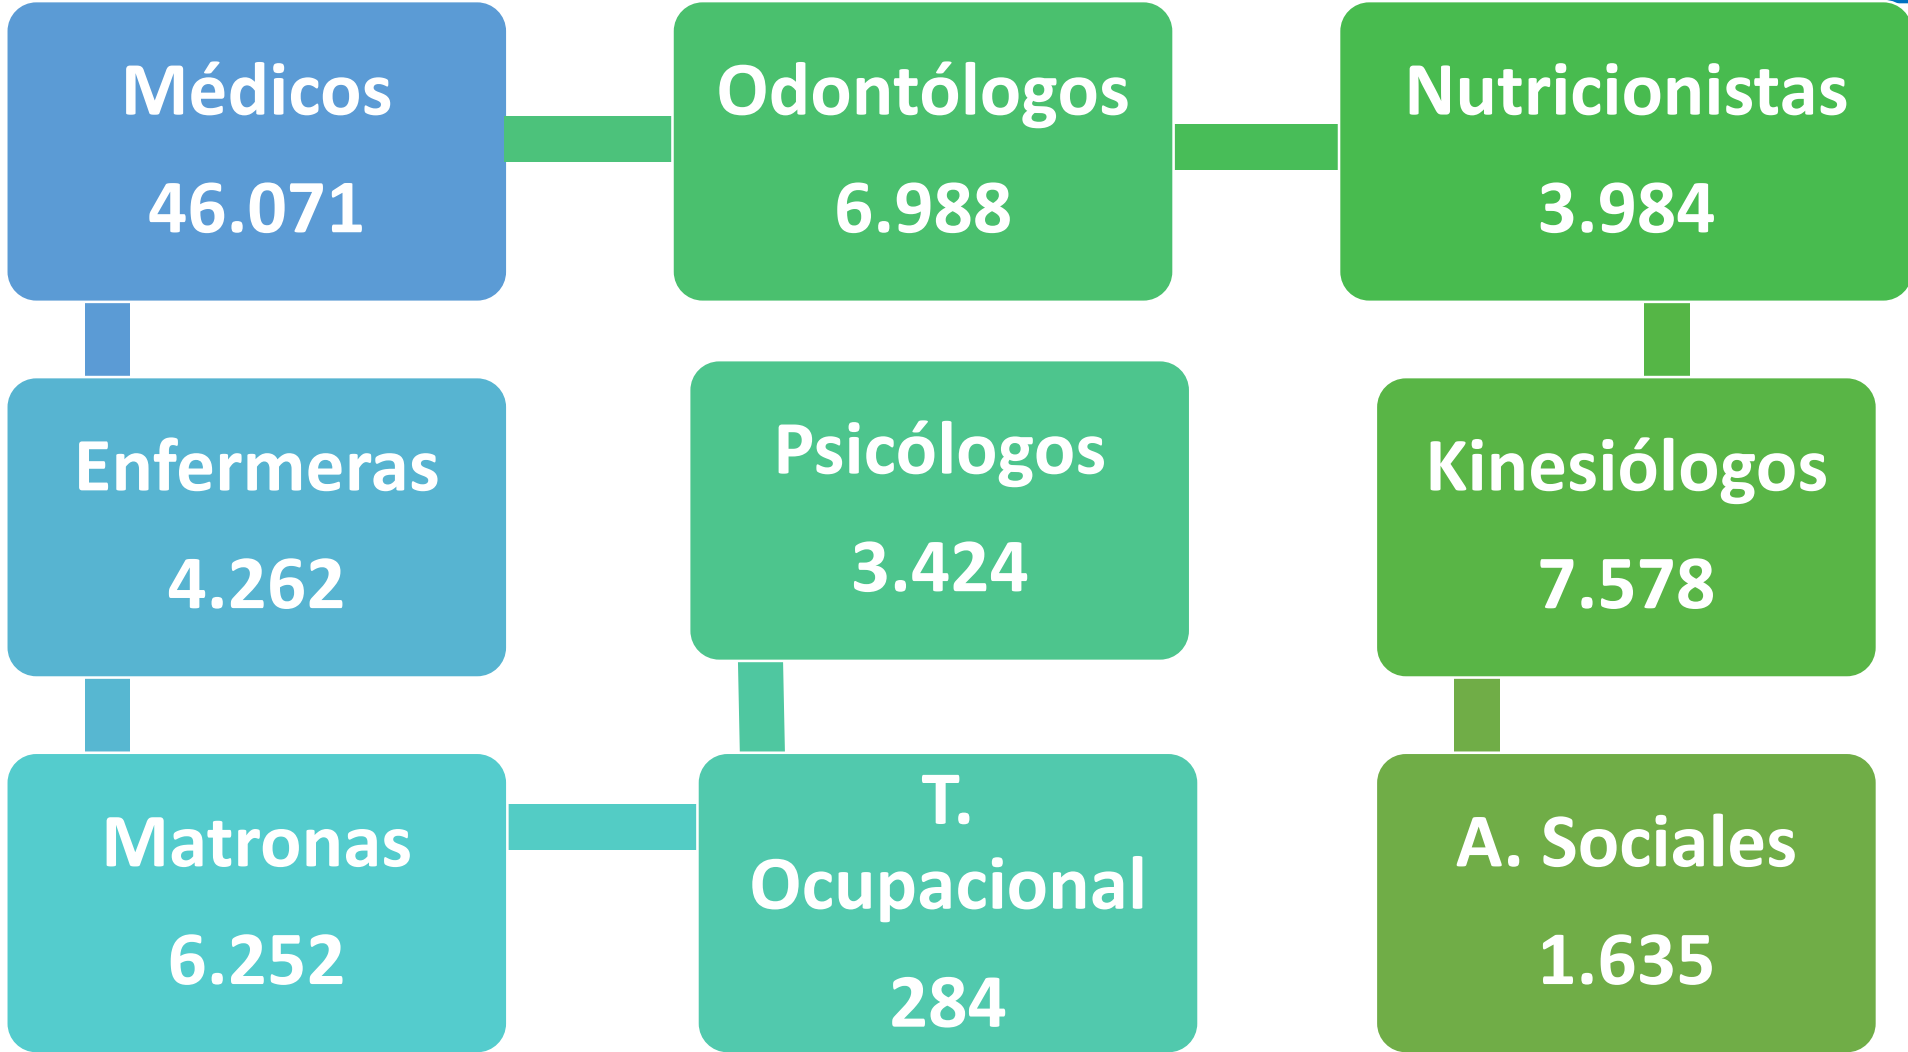 Médicos
46.071
Odontólogos
6.988
Nutricionistas
3.984
Enfermeras
4.262
Psicólogos
3.424
Kinesiólogos
7.578
Matronas
6.252
T.
Ocupacional
284
A. Sociales
1.635